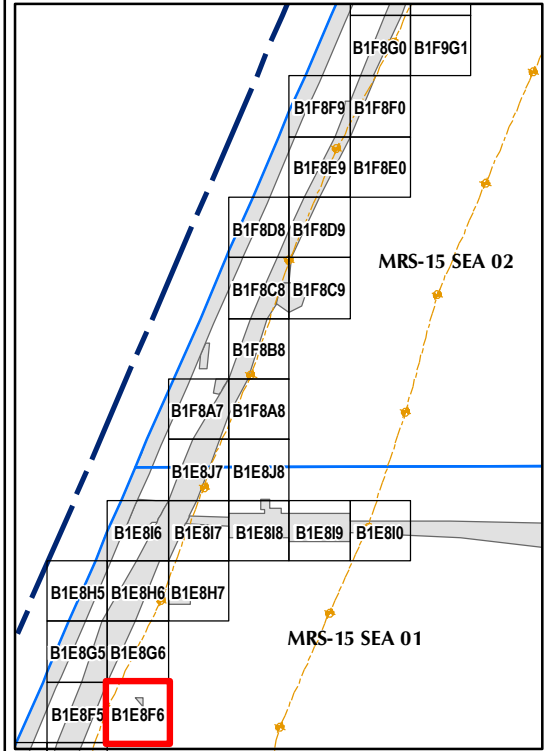 B1F8G0 B1F9G1
B1F8F9 B1F8F0
B1F8E9 B1F8E0
B1F8D8 B1F8D9
MRS-15 SEA 02
B1F8C8 B1F8C9
B1F8B8
B1F8A7 B1F8A8
B1E8J7 B1E8J8
B1E8I6 B1E8I7 B1E8I8 B1E8I9 B1E8I0
B1E8H5 B1E8H6 B1E8H7
MRS-15 SEA 01
B1E8G5 B1E8G6
B1E8F5 B1E8F6